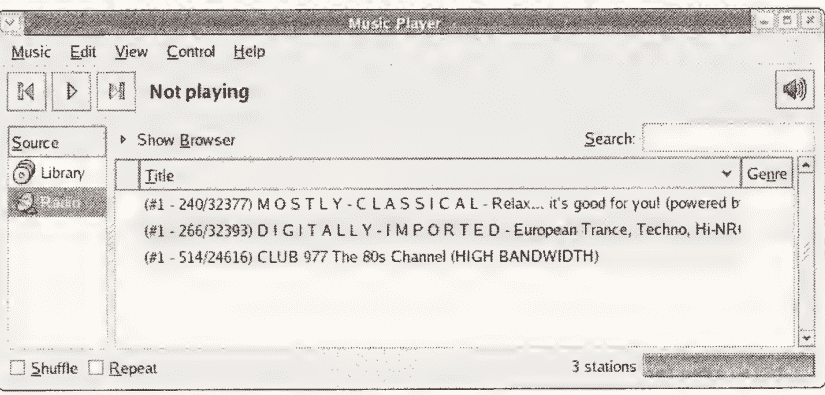 Music Player
Music Edit View Control Help
Not playing
Source
Show Browser Search:
Library
Title Genre
Radio
(#1 - 240/32377) M O S T L Y - C L A S S I C A L - Relax... it's good for you! (powered b
(#1 - 266/32393) D I G I T A L L Y - I M P O R T E D - European Trance, Techno, Hi-NR
(#1 - 514/24616) CLUB 977 The 80s Channel (HIGH BANDWIDTH)
Shuffle Repeat 3 stations